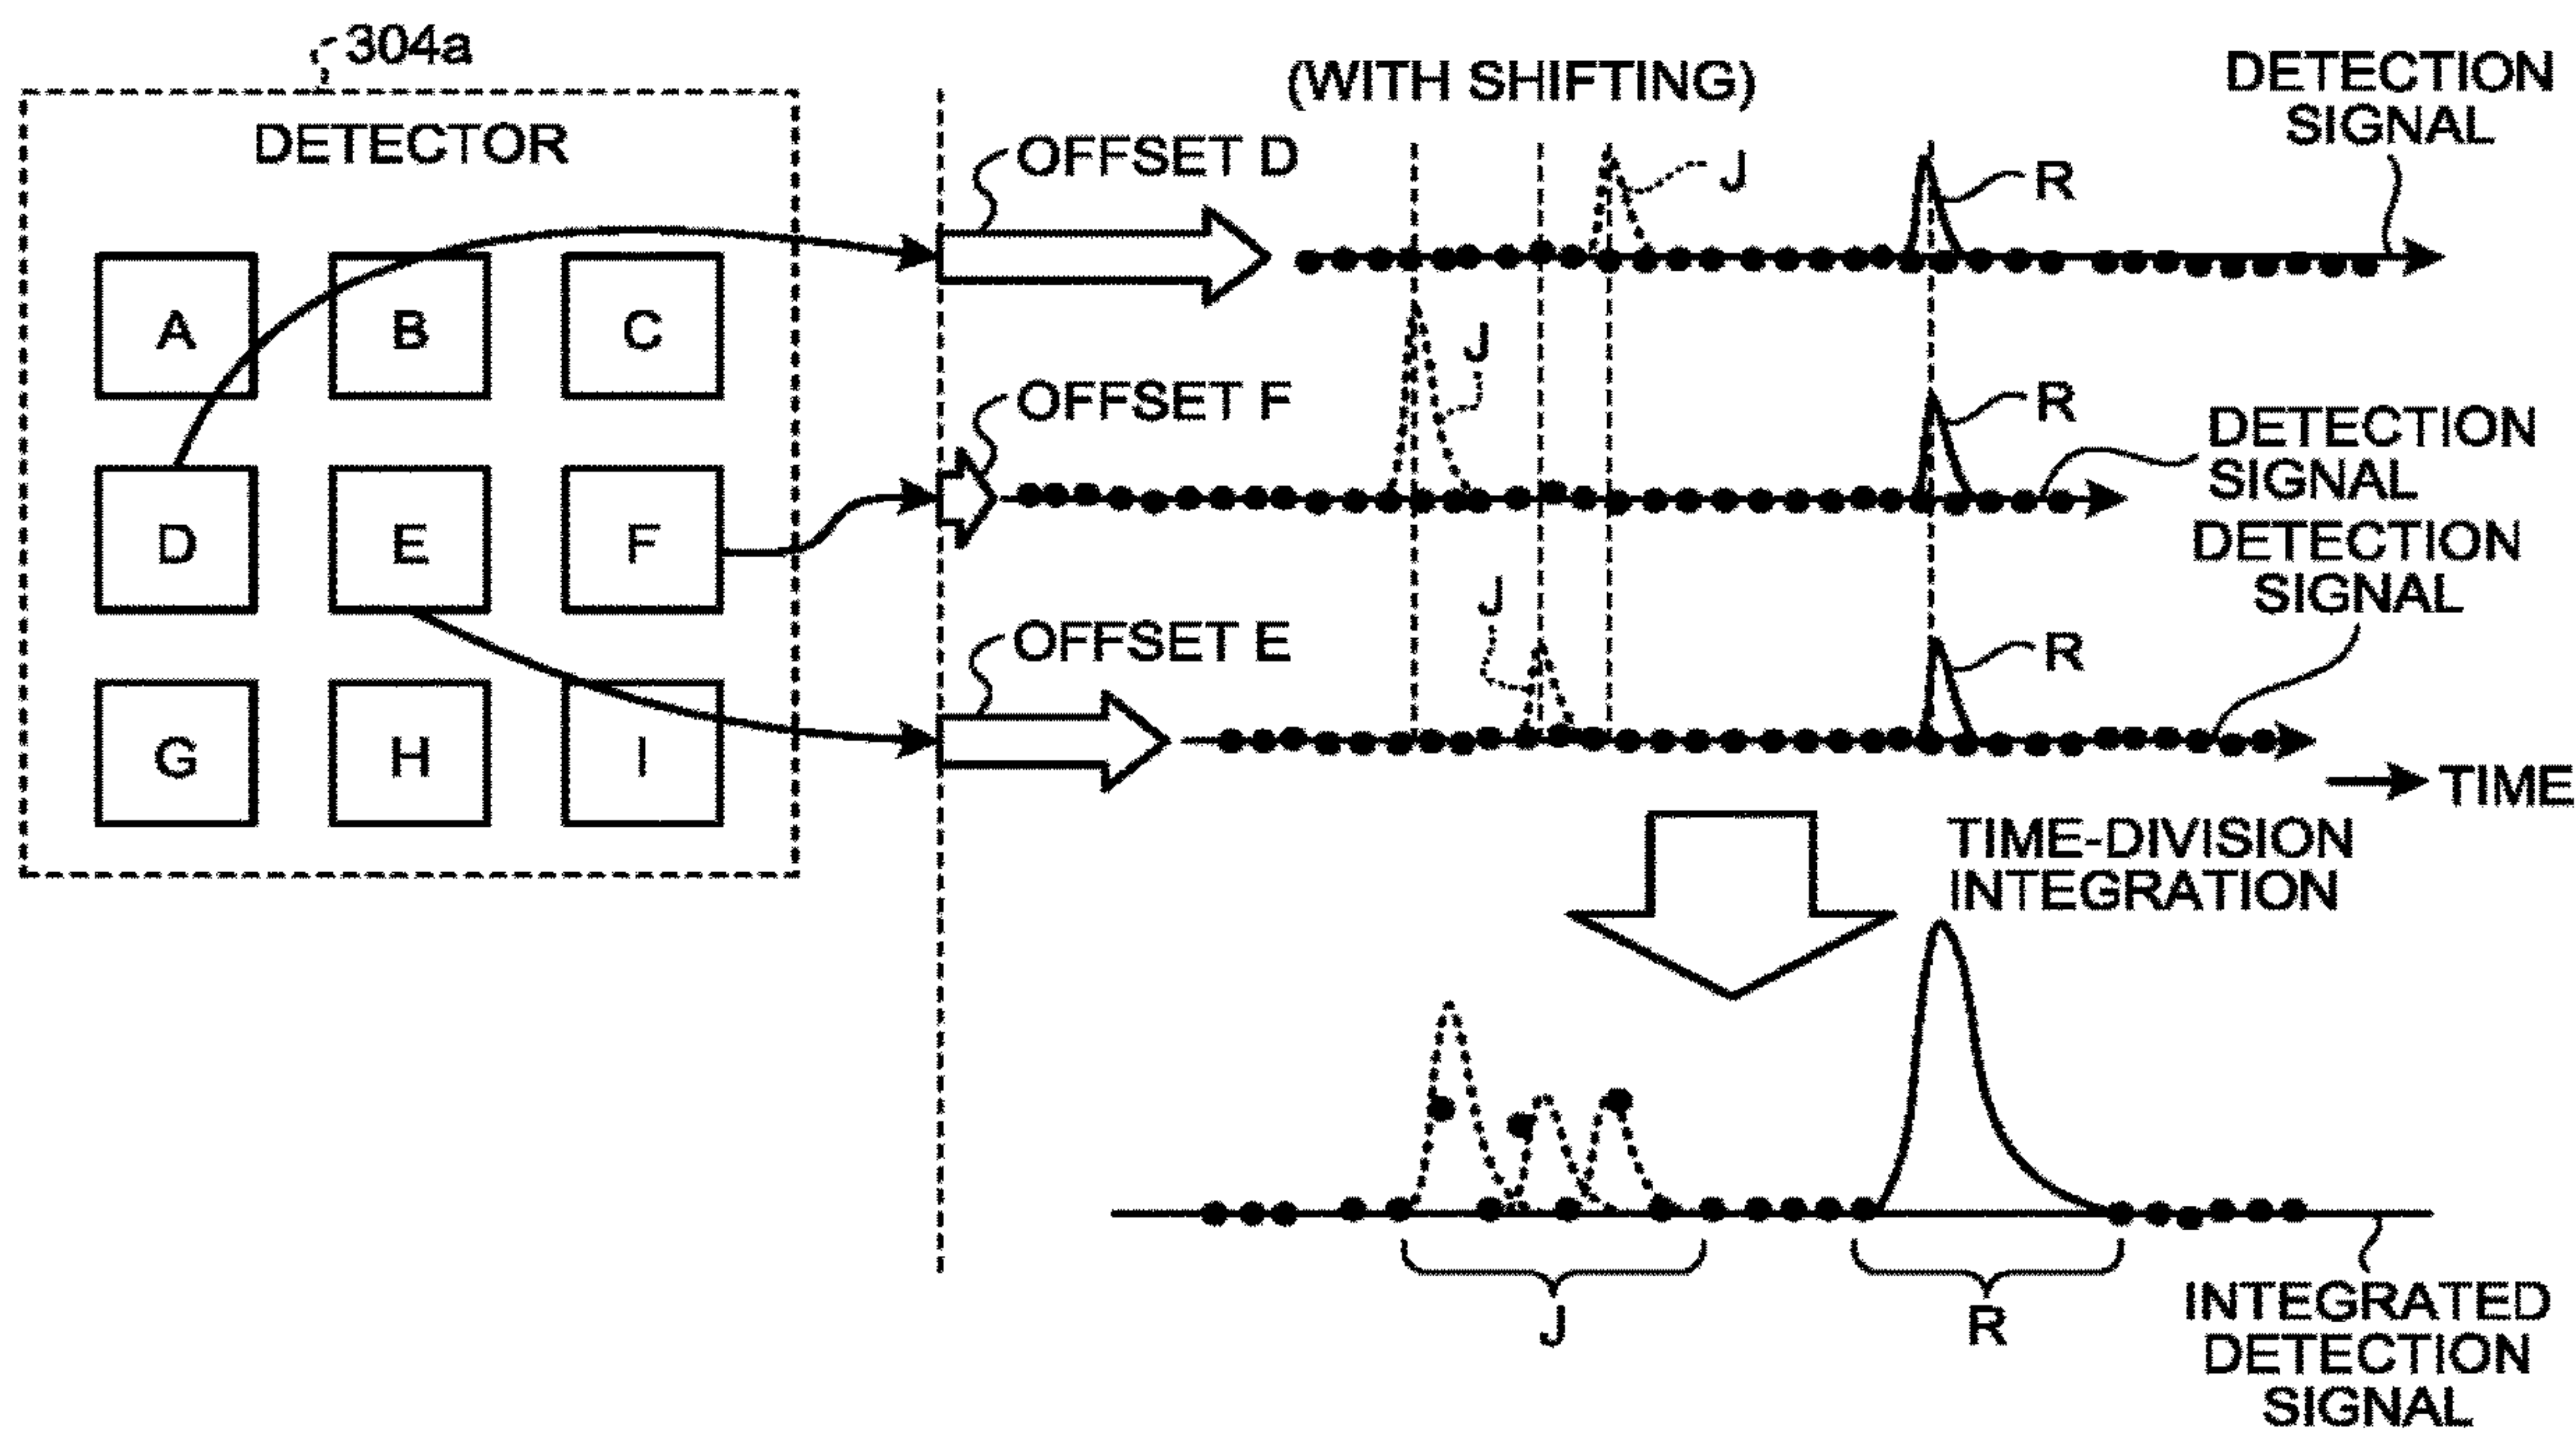 304a
DETECTOR
A B C
D E F
G H I
(WITH SHIFTING)
OFFSET D
J
R
DETECTION
SIGNAL
OFFSET F
J
R
DETECTION
SIGNAL
OFFSET E
J
R
DETECTION
SIGNAL
TIME
TIME-DIVISION
INTEGRATION
J
R
INTEGRATED
DETECTION
SIGNAL